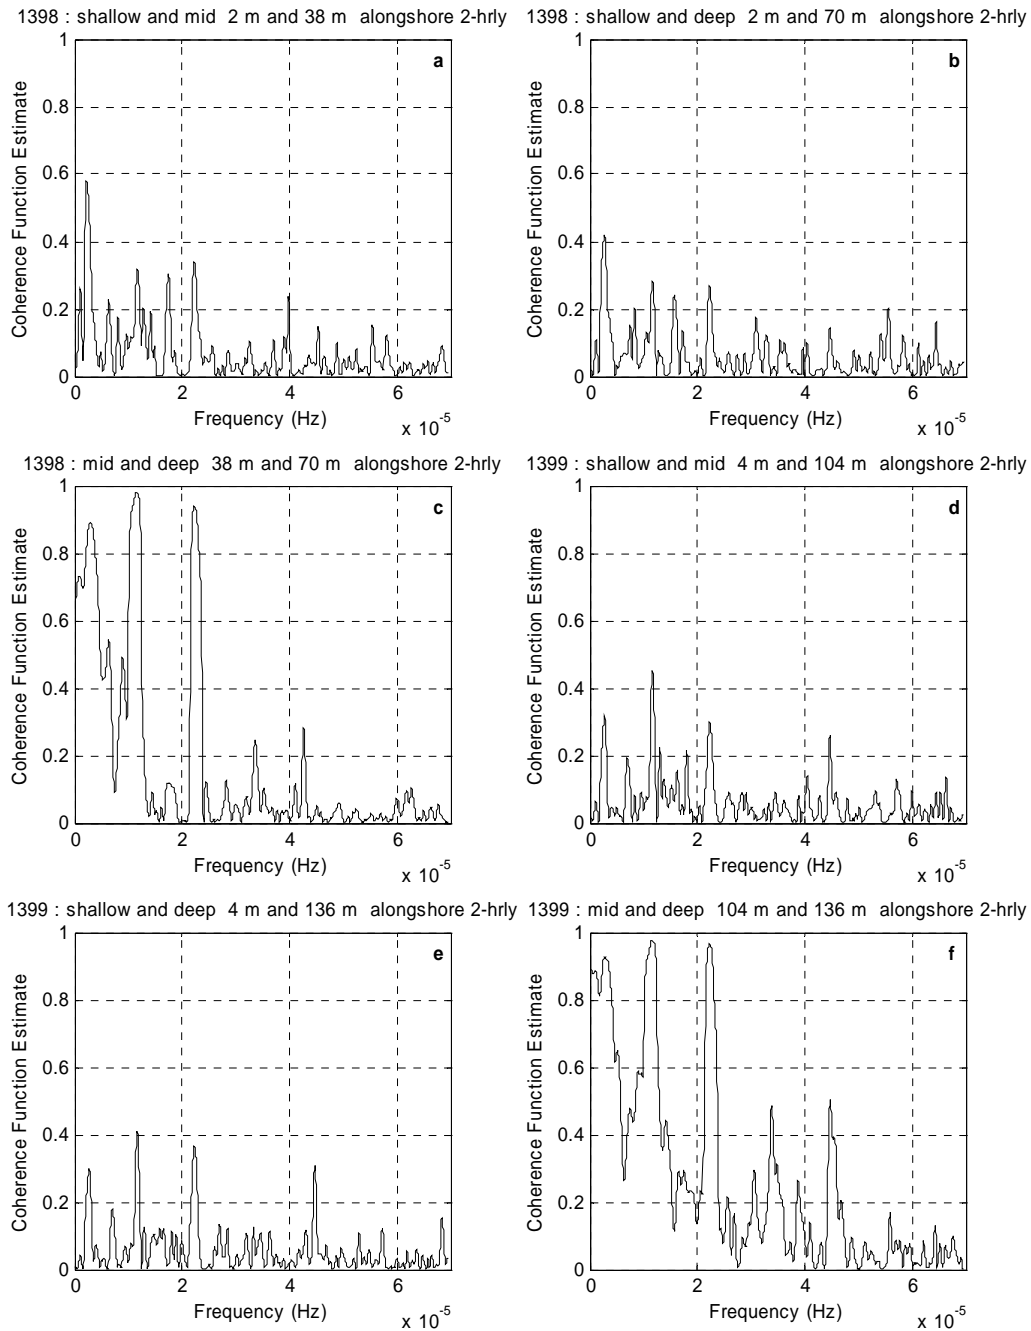 1398 : shallow and mid  2 m and 38 m  alongshore 2-hrly
1
a
0.8
0.6
0.4
0.2
0
Coherence Function Estimate
0 2 4 6
Frequency (Hz)
x 10^-5
1398 : shallow and deep  2 m and 70 m  alongshore 2-hrly
1
b
0.8
0.6
0.4
0.2
0
Coherence Function Estimate
0 2 4 6
Frequency (Hz)
x 10^-5
1398 : mid and deep  38 m and 70 m  alongshore 2-hrly
1
c
0.8
0.6
0.4
0.2
0
Coherence Function Estimate
0 2 4 6
Frequency (Hz)
x 10^-5
1399 : shallow and mid  4 m and 104 m  alongshore 2-hrly
1
d
0.8
0.6
0.4
0.2
0
Coherence Function Estimate
0 2 4 6
Frequency (Hz)
x 10^-5
1399 : shallow and deep  4 m and 136 m  alongshore 2-hrly
1
e
0.8
0.6
0.4
0.2
0
Coherence Function Estimate
0 2 4 6
Frequency (Hz)
x 10^-5
1399 : mid and deep  104 m and 136 m  alongshore 2-hrly
1
f
0.8
0.6
0.4
0.2
0
Coherence Function Estimate
0 2 4 6
Frequency (Hz)
x 10^-5